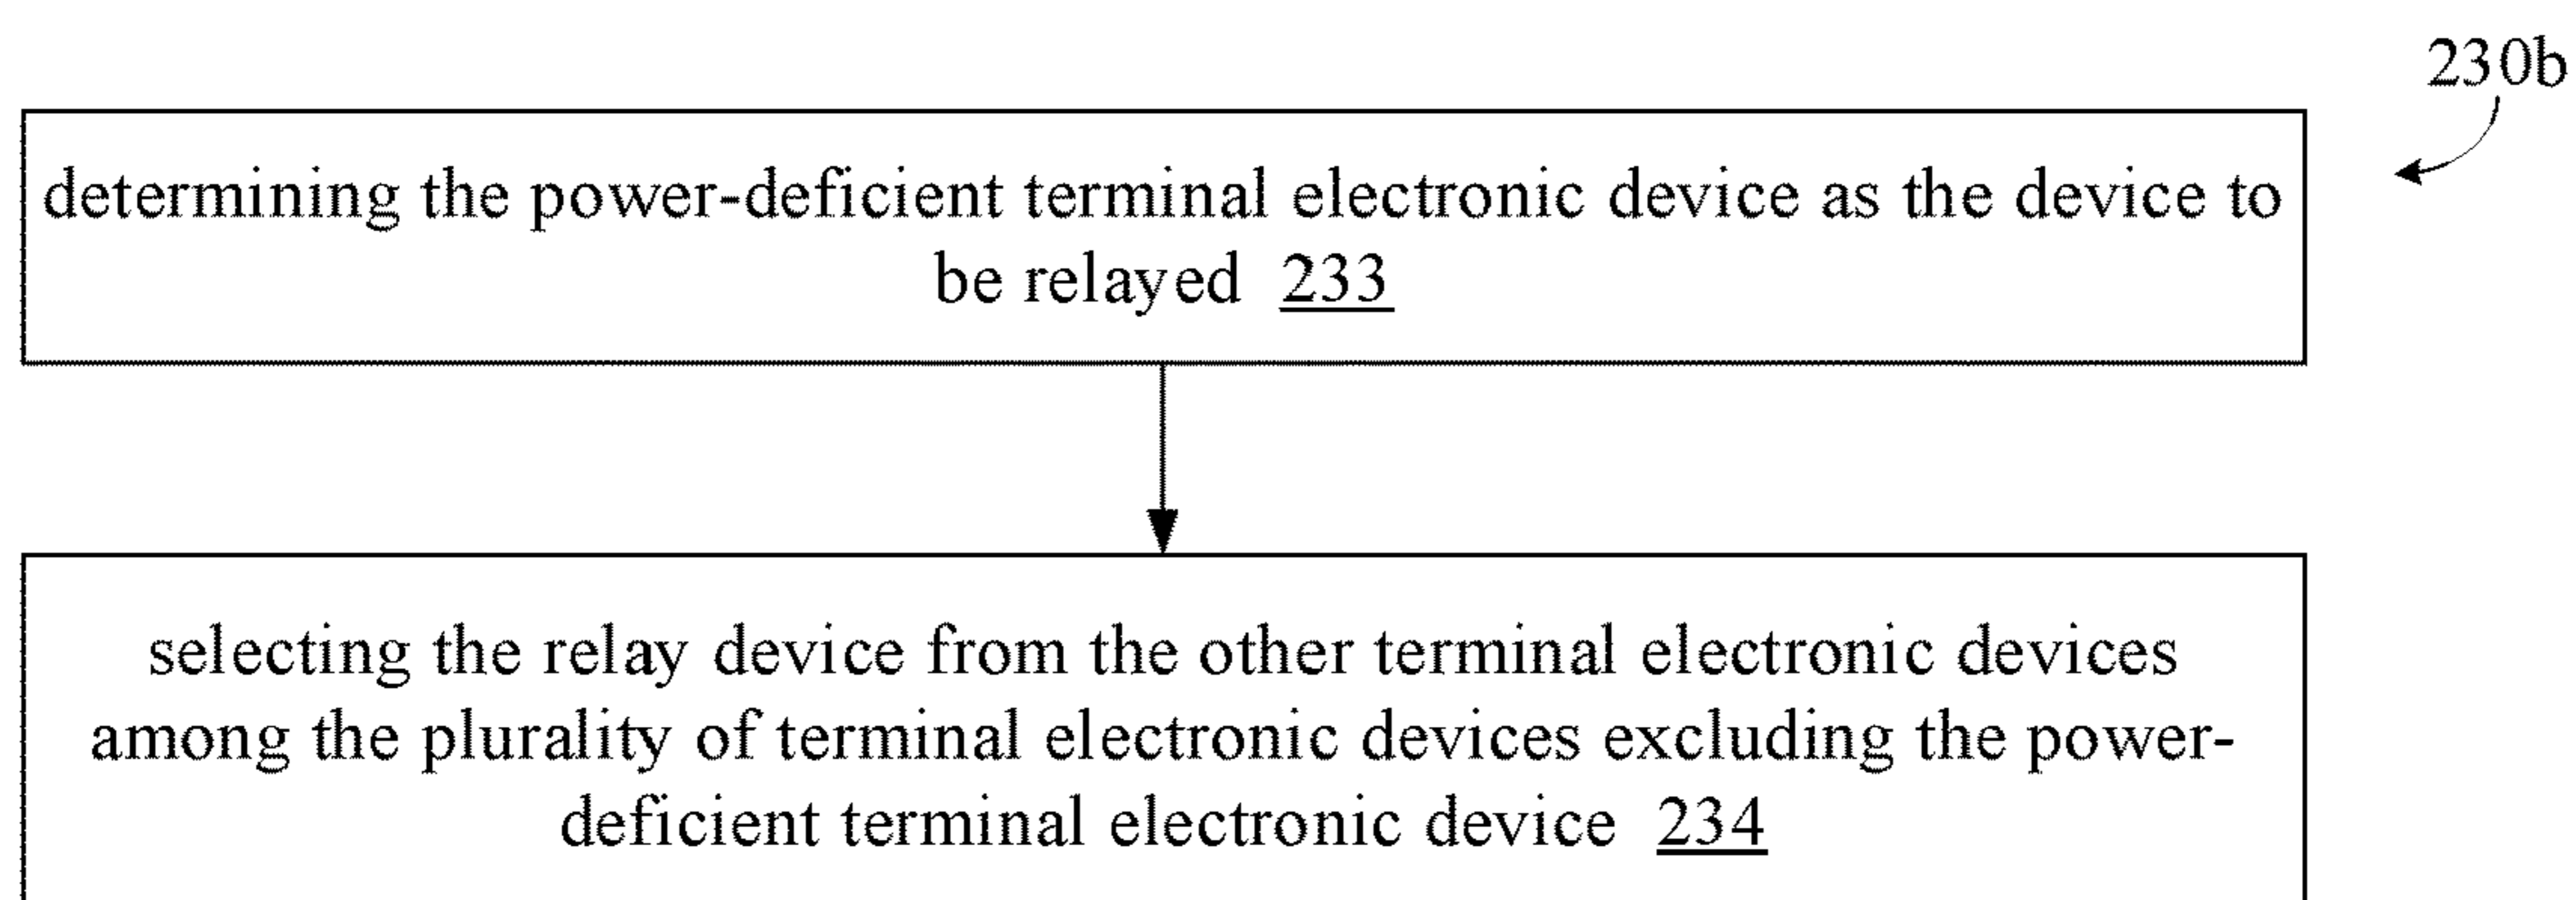 230b
determining the power-deficient terminal electronic device as the device to
be relayed 233
selecting the relay device from the other terminal electronic devices
among the plurality of terminal electronic devices excluding the power-
deficient terminal electronic device 234